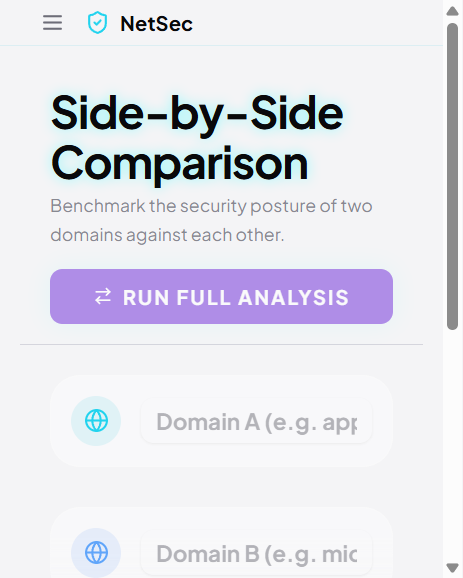 NetSec
Side-by-Side
Comparison
Benchmark the security posture of two
domains against each other.
RUN FULL ANALYSIS
Domain A (e.g. app
Domain B (e.g. mic